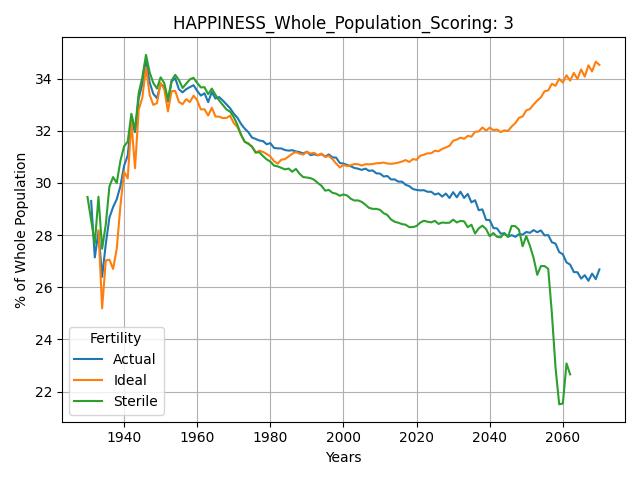 HAPPINESS_Whole_Population_Scoring: 3
% of Whole Population
34
32
30
28
26
24
22
Fertility
Actual
Ideal
Sterile
1940 1960 1980 2000 2020 2040 2060
Years